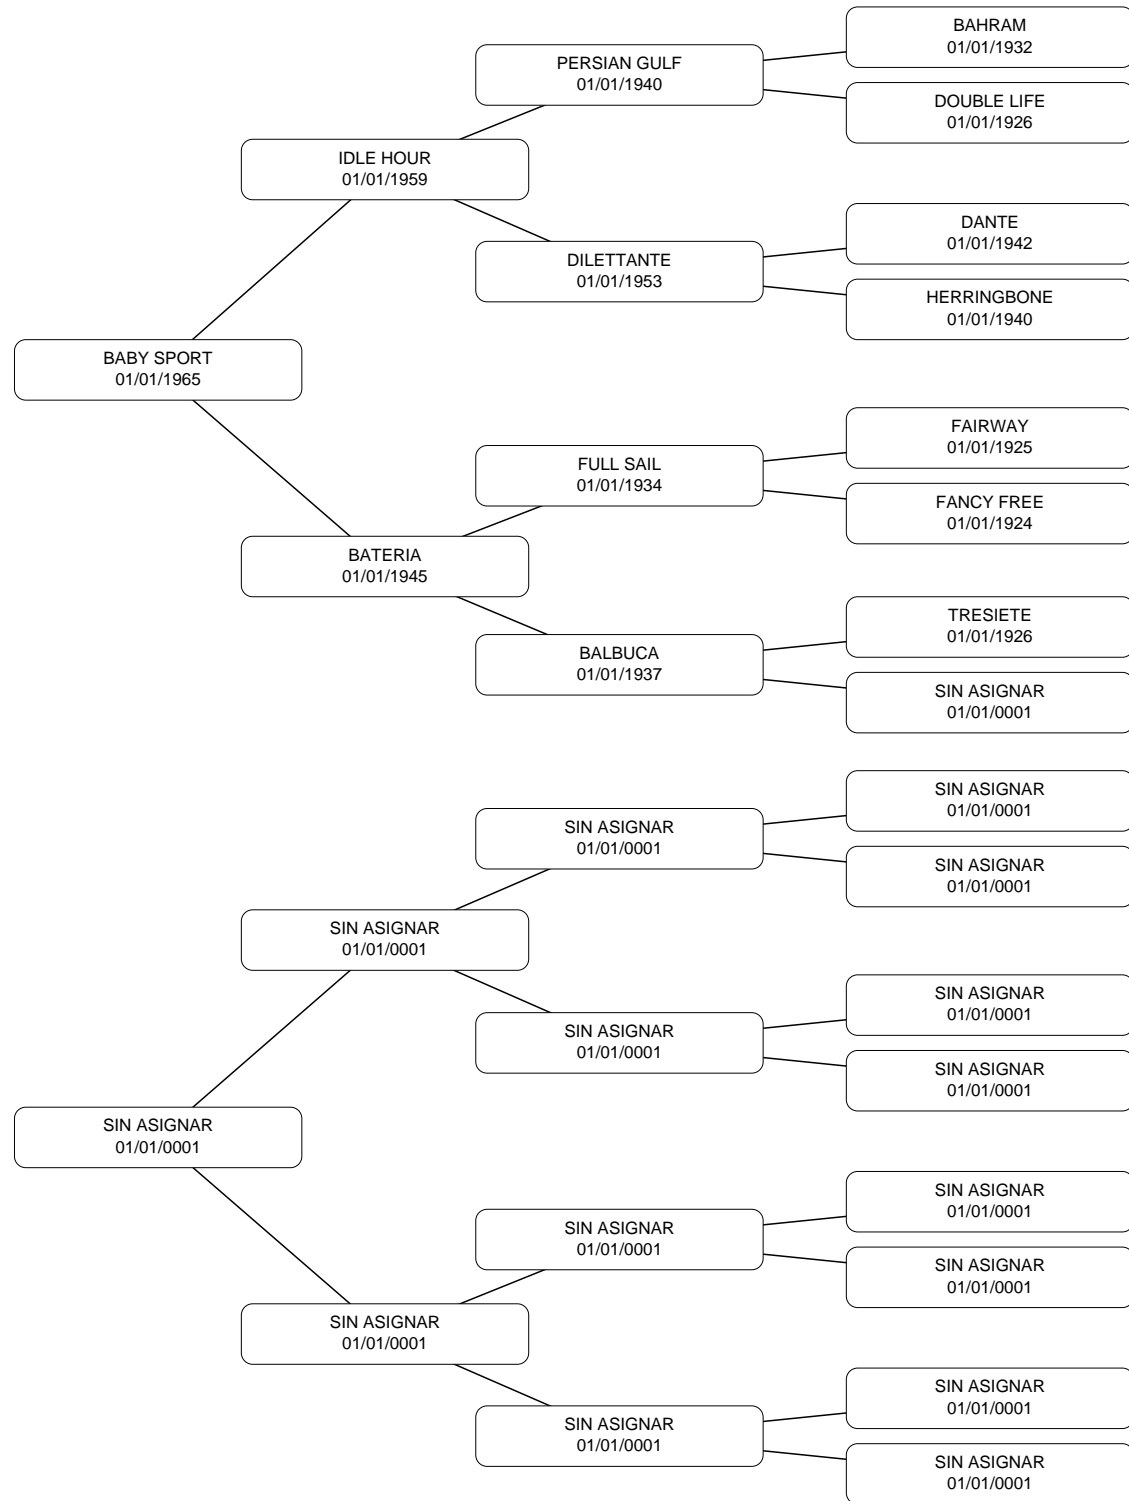 BAHRAM
01/01/1932
PERSIAN GULF
01/01/1940
DOUBLE LIFE
01/01/1926
IDLE HOUR
01/01/1959
DANTE
01/01/1942
DILETTANTE
01/01/1953
HERRINGBONE
01/01/1940
BABY SPORT
01/01/1965
FAIRWAY
01/01/1925
FULL SAIL
01/01/1934
FANCY FREE
01/01/1924
BATERIA
01/01/1945
TRESIETE
01/01/1926
BALBUCA
01/01/1937
SIN ASIGNAR
01/01/0001
SIN ASIGNAR
01/01/0001
SIN ASIGNAR
01/01/0001
SIN ASIGNAR
01/01/0001
SIN ASIGNAR
01/01/0001
SIN ASIGNAR
01/01/0001
SIN ASIGNAR
01/01/0001
SIN ASIGNAR
01/01/0001
SIN ASIGNAR
01/01/0001
SIN ASIGNAR
01/01/0001
SIN ASIGNAR
01/01/0001
SIN ASIGNAR
01/01/0001
SIN ASIGNAR
01/01/0001
SIN ASIGNAR
01/01/0001
SIN ASIGNAR
01/01/0001
SIN ASIGNAR
01/01/0001